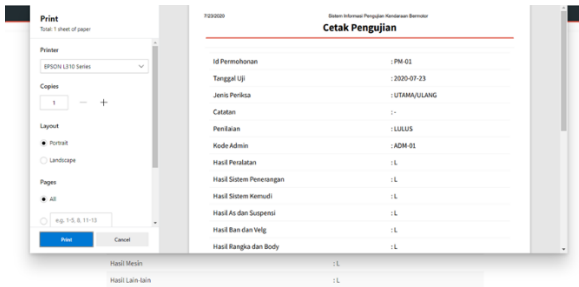 Print
Total: 1 sheet of paper
Printer
EPSON L310 Series
Copies
1
Layout
Portrait
Landscape
Pages
All
e.g. 1-5, 8, 11-13
Print Cancel
7/23/2020 Sistem Informasi Pengujian Kendaraan Bermotor
Cetak Pengujian
Id Permohonan : PM-01
Tanggal Uji : 2020-07-23
Jenis Periksa : UTAMA/ULANG
Catatan : -
Penilaian : LULUS
Kode Admin : ADM-01
Hasil Peralatan : L
Hasil Sistem Penerangan : L
Hasil Sistem Kemudi : L
Hasil As dan Suspensi : L
Hasil Ban dan Velg : L
Hasil Rangka dan Body : L
Hasil Mesin : L
Hasil Lain-lain : L